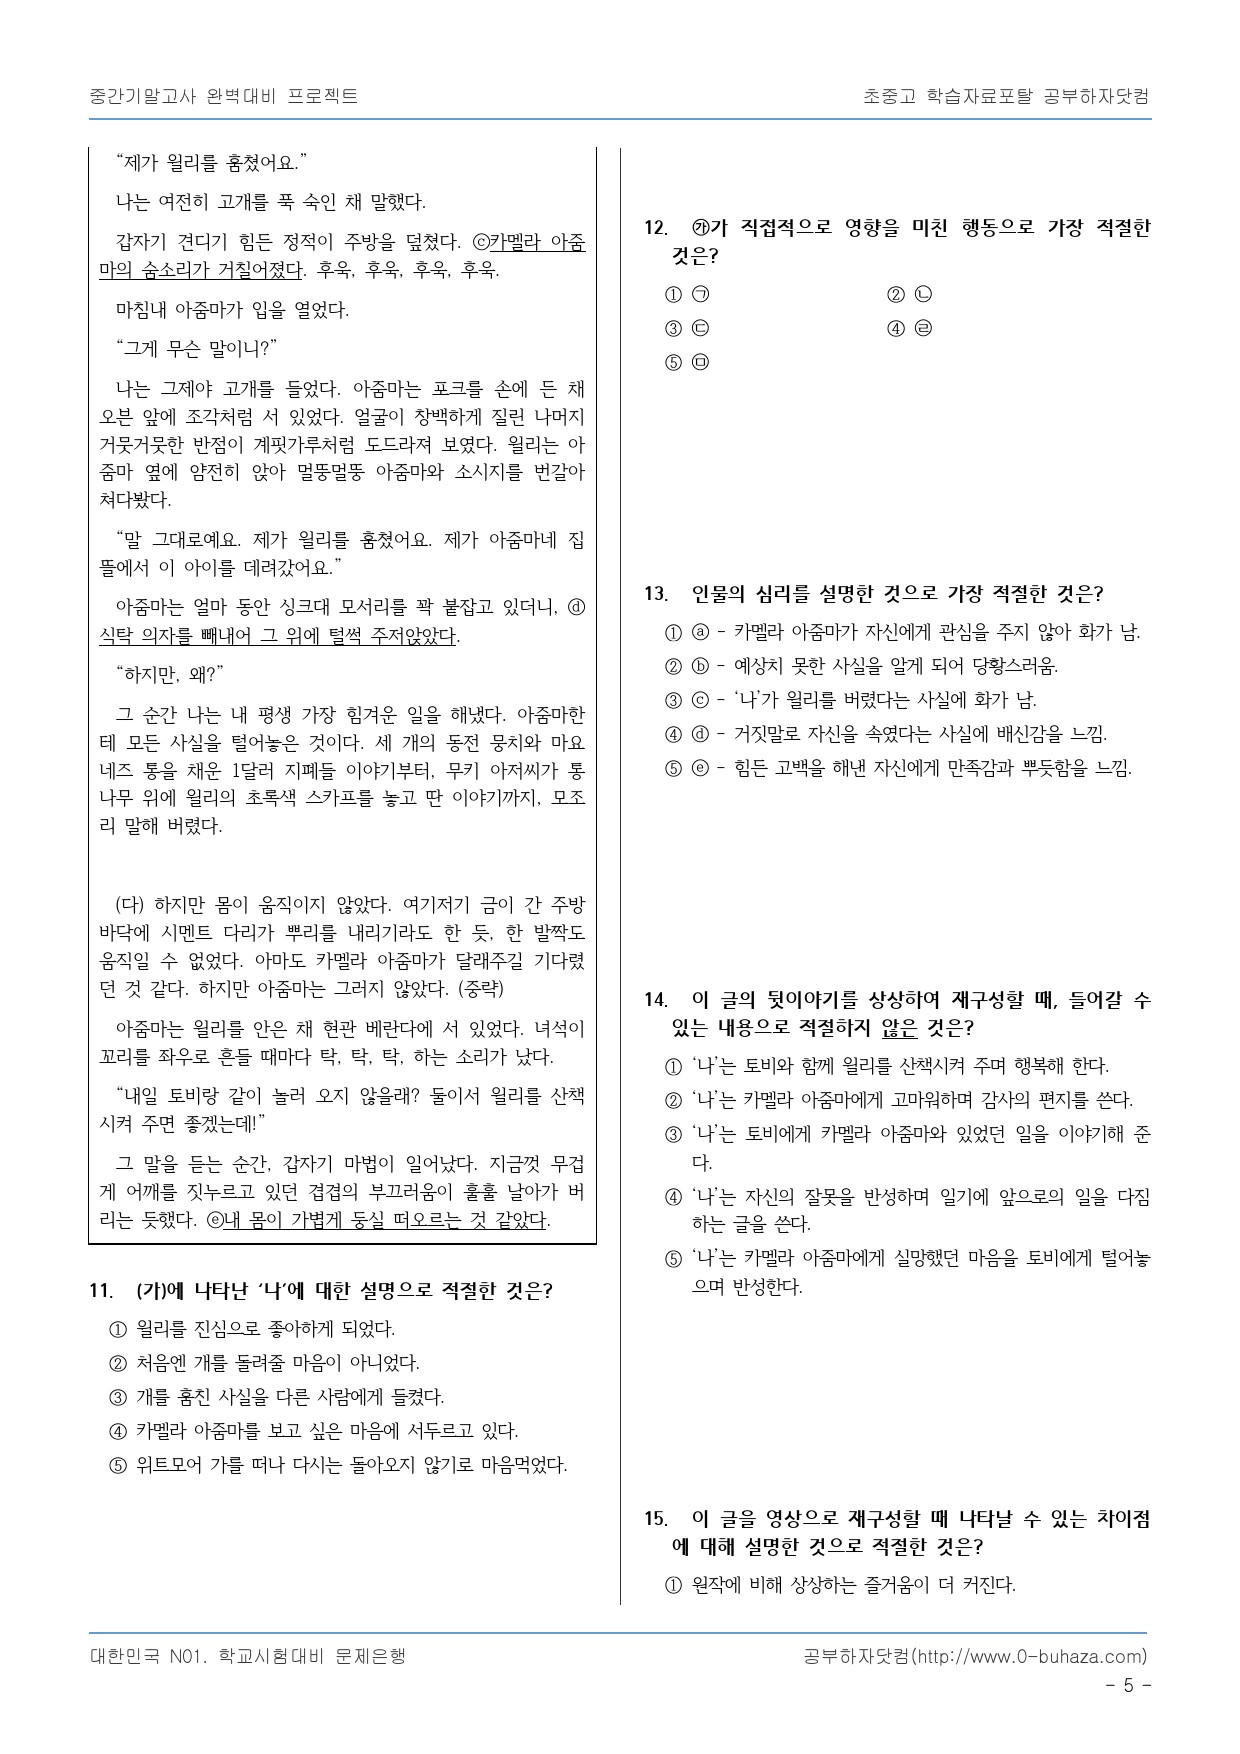 중간기말고사 완벽대비 프로젝트
초중고 학습자료포탈 공부하자닷컴
“제가 윌리를 훔쳤어요.”
나는 여전히 고개를 푹 숙인 채 말했다.
갑자기 견디기 힘든 정적이 주방을 덮쳤다. ⓒ카멜라 아줌
마의 숨소리가 거칠어졌다. 후욱, 후욱, 후욱, 후욱.
마침내 아줌마가 입을 열었다.
“그게 무슨 말이니?”
나는 그제야 고개를 들었다. 아줌마는 포크를 손에 든 채
오븐 앞에 조각처럼 서 있었다. 얼굴이 창백하게 질린 나머지
거뭇거뭇한 반점이 계핏가루처럼 도드라져 보였다. 윌리는 아
줌마 옆에 얌전히 앉아 멀뚱멀뚱 아줌마와 소시지를 번갈아
쳐다봤다.
“말 그대로예요. 제가 윌리를 훔쳤어요. 제가 아줌마네 집
뜰에서 이 아이를 데려갔어요.”
아줌마는 얼마 동안 싱크대 모서리를 꽉 붙잡고 있더니, ⓓ
식탁 의자를 빼내어 그 위에 털썩 주저앉았다.
“하지만, 왜?”
그 순간 나는 내 평생 가장 힘겨운 일을 해냈다. 아줌마한
테 모든 사실을 털어놓은 것이다. 세 개의 동전 뭉치와 마요
네즈 통을 채운 1달러 지폐들 이야기부터, 무키 아저씨가 통
나무 위에 윌리의 초록색 스카프를 놓고 딴 이야기까지, 모조
리 말해 버렸다.
(다) 하지만 몸이 움직이지 않았다. 여기저기 금이 간 주방
바닥에 시멘트 다리가 뿌리를 내리기라도 한 듯, 한 발짝도
움직일 수 없었다. 아마도 카멜라 아줌마가 달래주길 기다렸
던 것 같다. 하지만 아줌마는 그러지 않았다. (중략)
아줌마는 윌리를 안은 채 현관 베란다에 서 있었다. 녀석이
꼬리를 좌우로 흔들 때마다 탁, 탁, 탁, 하는 소리가 났다.
“내일 토비랑 같이 놀러 오지 않을래? 둘이서 윌리를 산책
시켜 주면 좋겠는데!”
그 말을 듣는 순간, 갑자기 마법이 일어났다. 지금껏 무겁
게 어깨를 짓누르고 있던 겹겹의 부끄러움이 훌훌 날아가 버
리는 듯했다. ⓔ내 몸이 가볍게 둥실 떠오르는 것 같았다.
11. (가)에 나타난 ‘나’에 대한 설명으로 적절한 것은?
① 윌리를 진심으로 좋아하게 되었다.
② 처음엔 개를 돌려줄 마음이 아니었다.
③ 개를 훔친 사실을 다른 사람에게 들켰다.
④ 카멜라 아줌마를 보고 싶은 마음에 서두르고 있다.
⑤ 위트모어 가를 떠나 다시는 돌아오지 않기로 마음먹었다.
12. ㉮가 직접적으로 영향을 미친 행동으로 가장 적절한
것은?
① ㉠ ② ㉡
③ ㉢ ④ ㉣
⑤ ㉤
13. 인물의 심리를 설명한 것으로 가장 적절한 것은?
① ⓐ - 카멜라 아줌마가 자신에게 관심을 주지 않아 화가 남.
② ⓑ - 예상치 못한 사실을 알게 되어 당황스러움.
③ ⓒ - ‘나’가 윌리를 버렸다는 사실에 화가 남.
④ ⓓ - 거짓말로 자신을 속였다는 사실에 배신감을 느낌.
⑤ ⓔ - 힘든 고백을 해낸 자신에게 만족감과 뿌듯함을 느낌.
14. 이 글의 뒷이야기를 상상하여 재구성할 때, 들어갈 수
있는 내용으로 적절하지 않은 것은?
① ‘나’는 토비와 함께 윌리를 산책시켜 주며 행복해 한다.
② ‘나’는 카멜라 아줌마에게 고마워하며 감사의 편지를 쓴다.
③ ‘나’는 토비에게 카멜라 아줌마와 있었던 일을 이야기해 준
다.
④ ‘나’는 자신의 잘못을 반성하며 일기에 앞으로의 일을 다짐
하는 글을 쓴다.
⑤ ‘나’는 카멜라 아줌마에게 실망했던 마음을 토비에게 털어놓
으며 반성한다.
15. 이 글을 영상으로 재구성할 때 나타날 수 있는 차이점
에 대해 설명한 것으로 적절한 것은?
① 원작에 비해 상상하는 즐거움이 더 커진다.
대한민국 N01. 학교시험대비 문제은행
공부하자닷컴(http://www.0-buhaza.com)
- 5 -